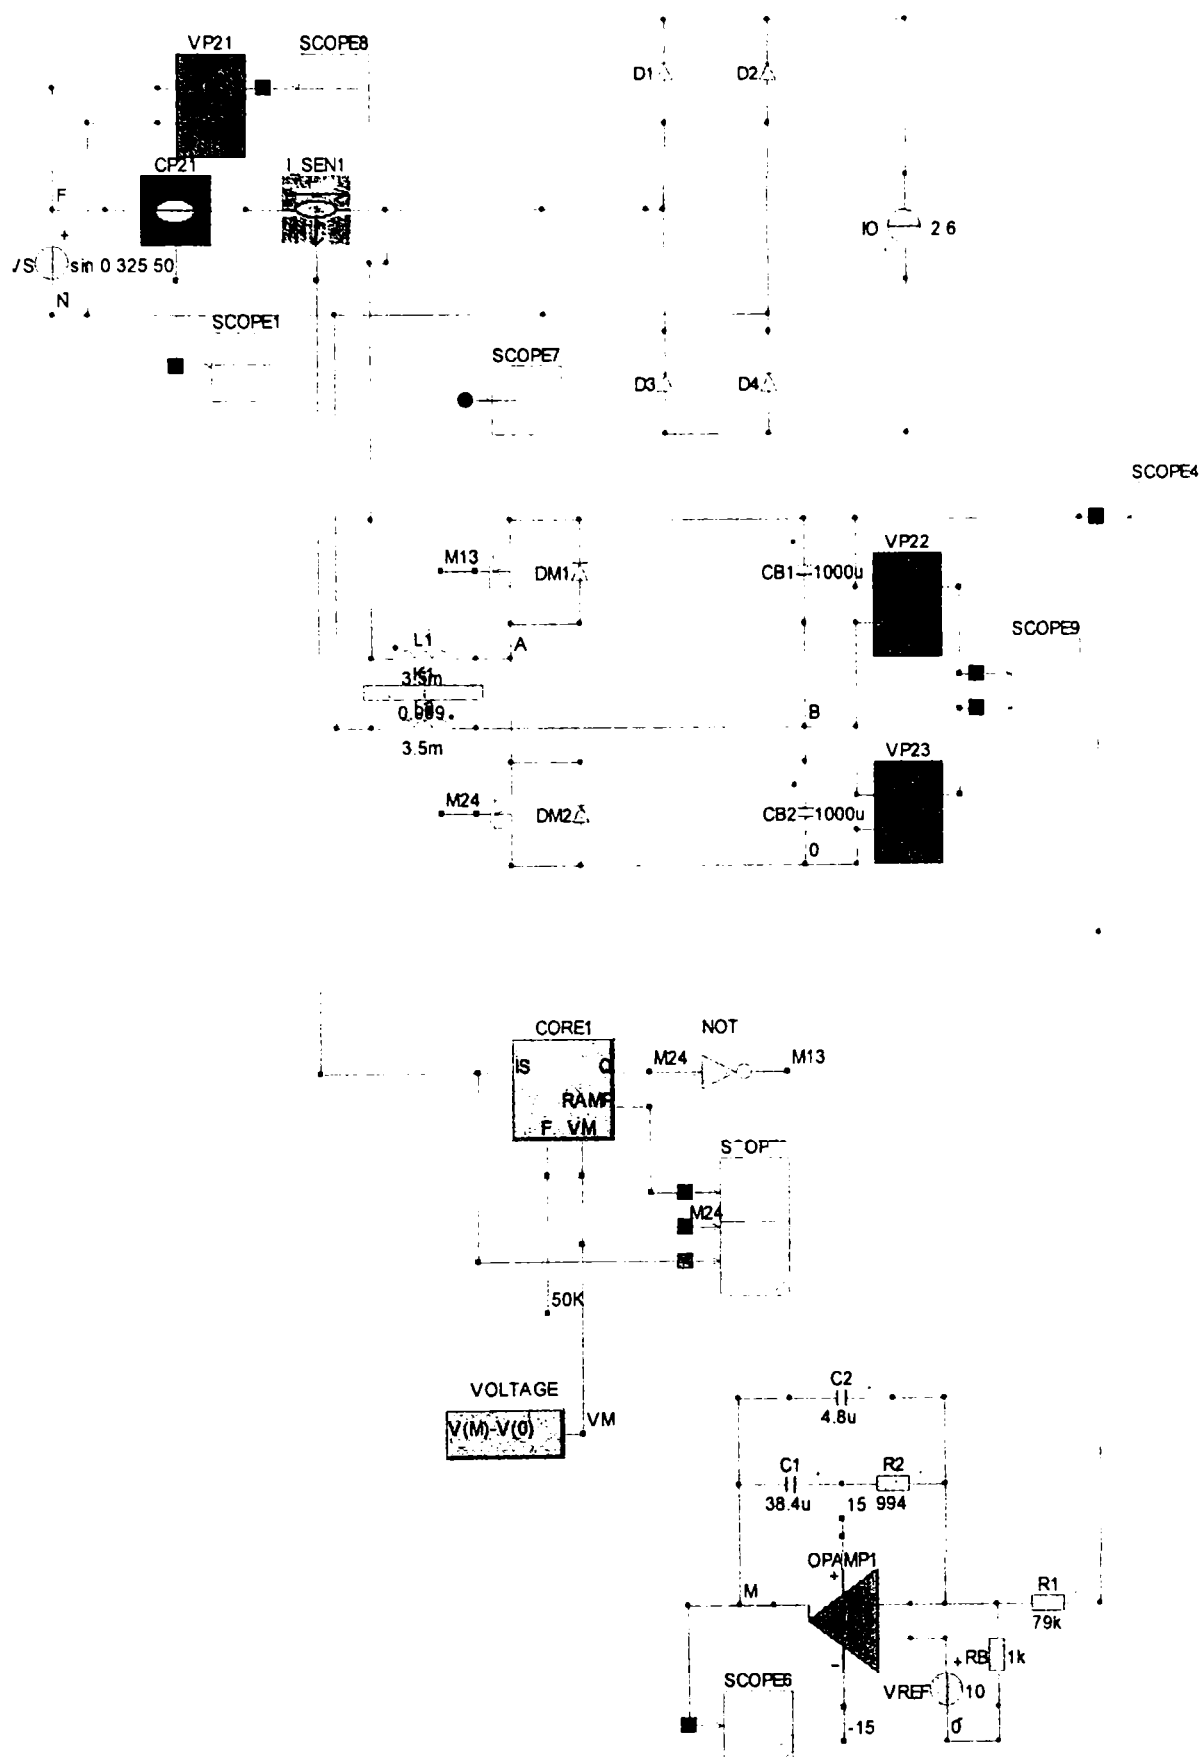 VP21
SCOPE8
D1
D2
CP21
I_SEN1
F
+
IO
2.6
VS
sin 0 325 50
N
SCOPE1
SCOPE7
D3
D4
SCOPE4
M13
DM1
CB1
1000u
VP22
L1
A
SCOPE9
3.5m
K1
B
3.5m
VP23
M24
DM2
CB2
1000u
0
CORE1
NOT
IS
Q
M24
M13
RAMP
F
VM
M24
50K
VOLTAGE
V(M)-V(0)
VM
C2
4.8u
C1
R2
38.4u
15
994
OPAMP1
+
M
R1
79k
+
RB
1k
-
SCOPE6
VREF
10
-15
0